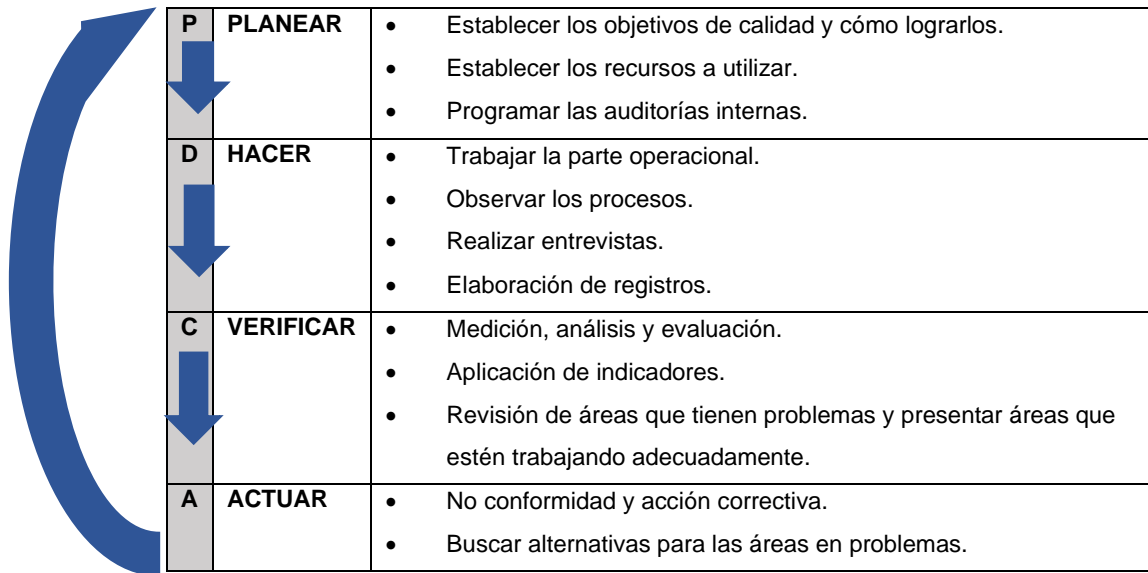 P PLANEAR • Establecer los objetivos de calidad y cómo lograrlos.
• Establecer los recursos a utilizar.
• Programar las auditorías internas.
D HACER • Trabajar la parte operacional.
• Observar los procesos.
• Realizar entrevistas.
• Elaboración de registros.
C VERIFICAR • Medición, análisis y evaluación.
• Aplicación de indicadores.
• Revisión de áreas que tienen problemas y presentar áreas que
estén trabajando adecuadamente.
A ACTUAR • No conformidad y acción correctiva.
• Buscar alternativas para las áreas en problemas.